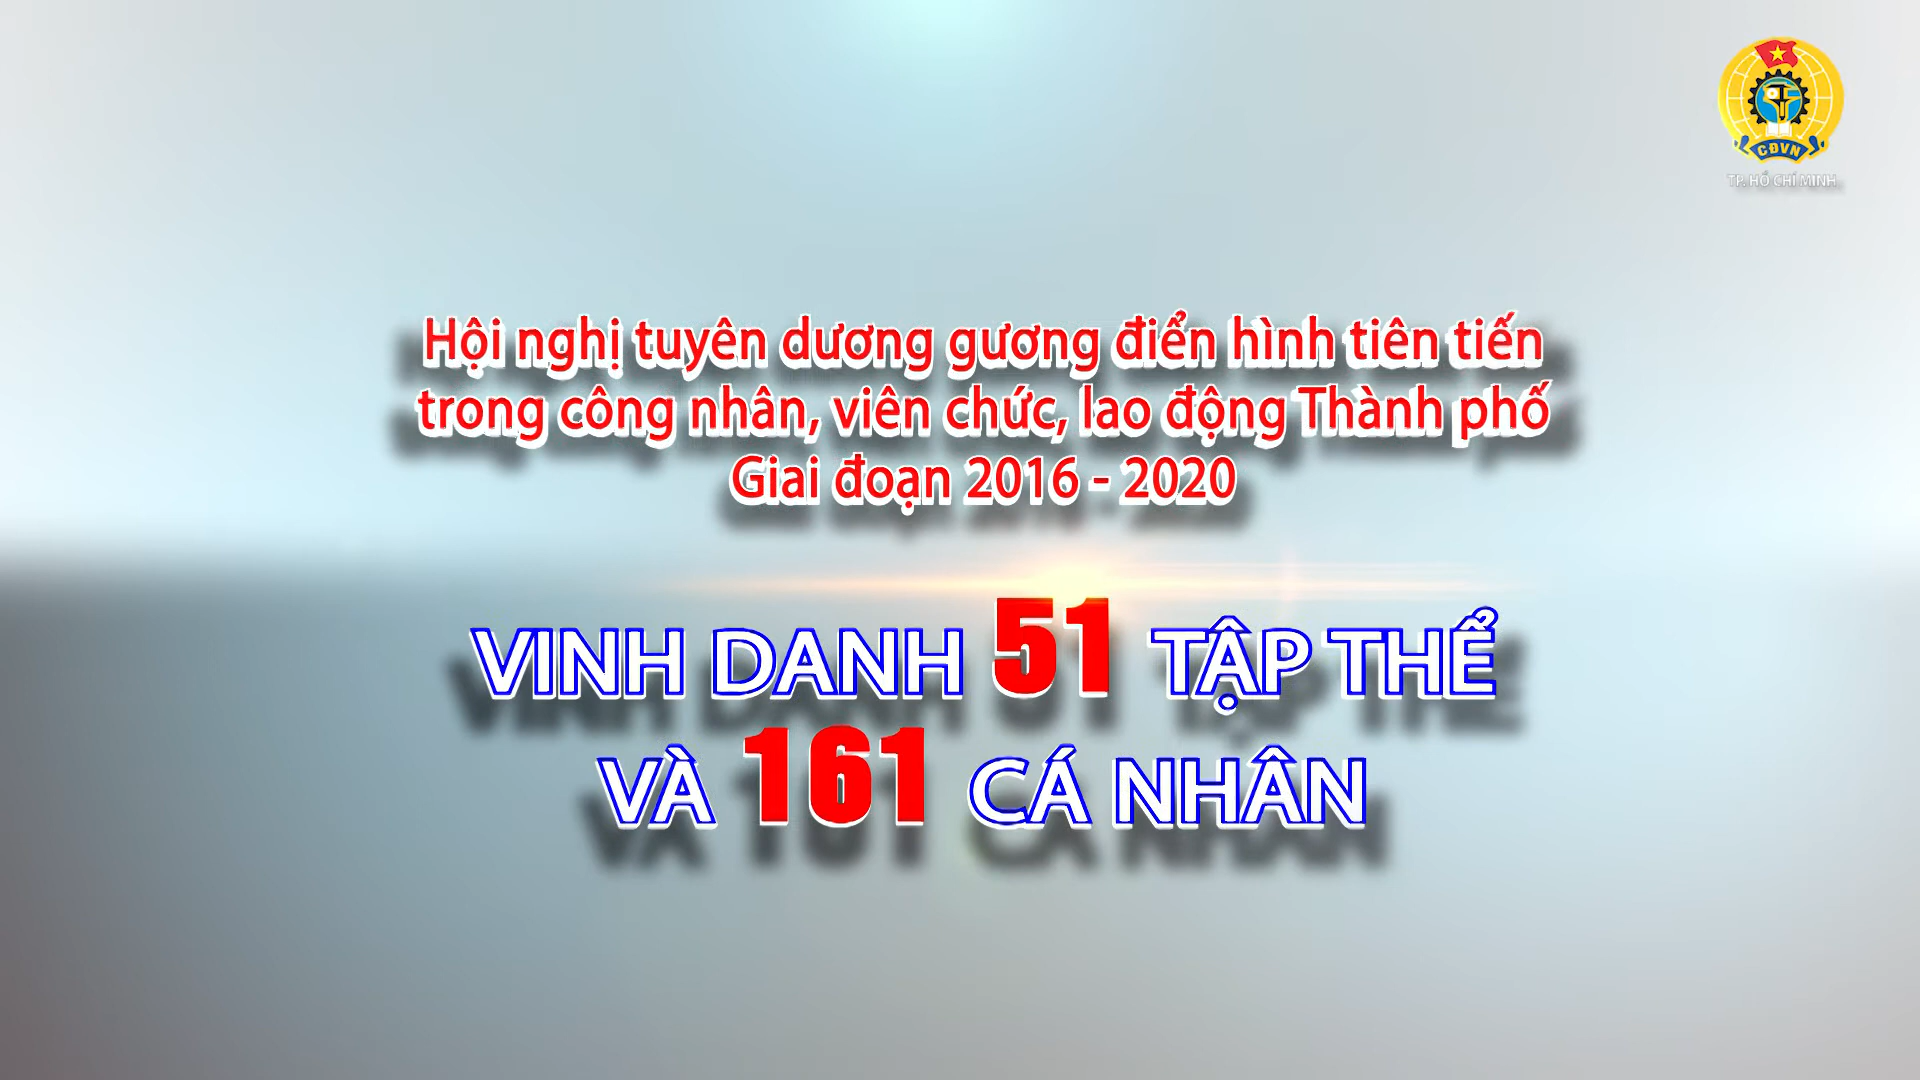 CĐVN
TP. HỒ CHÍ MINH
Hội nghị tuyên dương gương điển hình tiên tiến
trong công nhân, viên chức, lao động Thành phố
Giai đoạn 2016 - 2020
VINH DANH 51 TẬP THỂ
VÀ 161 CÁ NHÂN